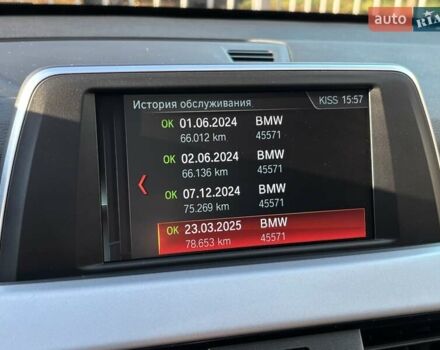 auto RIA
История обслуживания KISS 15:57
OK 01.06.2024 BMW
66.012 km 45571
OK 02.06.2024 BMW
66.136 km 45571
OK 07.12.2024 BMW
75.269 km 45571
OK 23.03.2025 BMW
78.653 km 45571